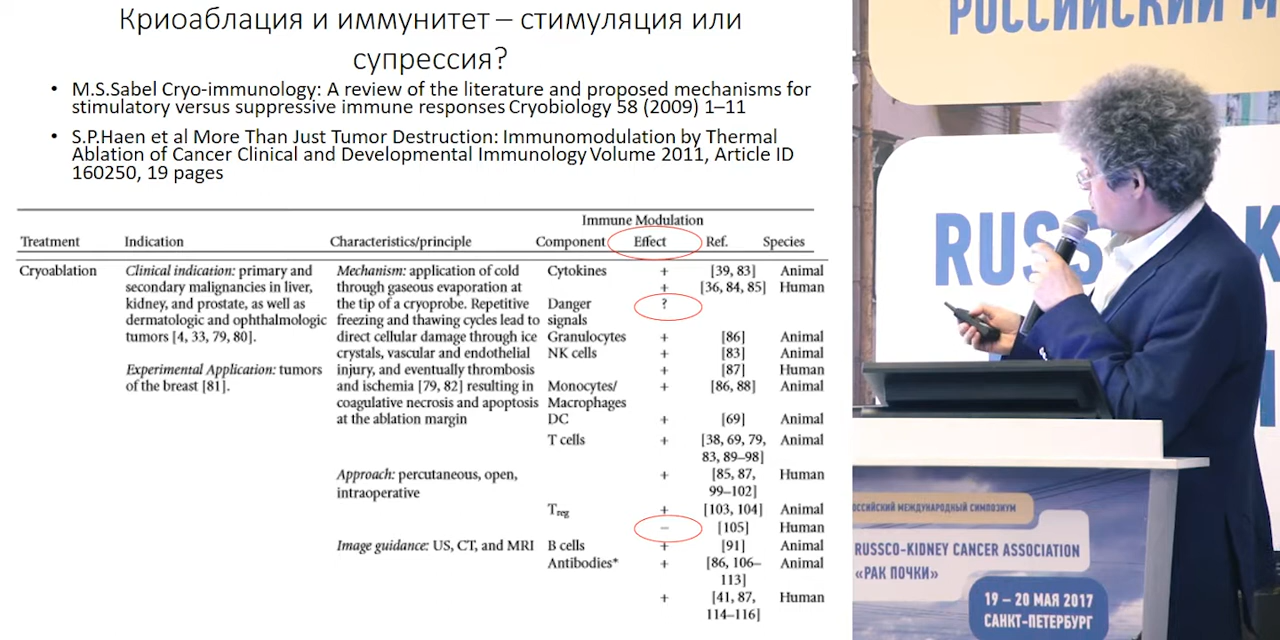 Криоаблация и иммунитет – стимуляция или
супрессия?
• M.S.Sabel Cryo-immunology: A review of the literature and proposed mechanisms for
stimulatory versus suppressive immune responses Cryobiology 58 (2009) 1–11
• S.P.Haen et al More Than Just Tumor Destruction: Immunomodulation by Thermal
Ablation of Cancer Clinical and Developmental Immunology Volume 2011, Article ID
160250, 19 pages
Immune Modulation
Treatment Indication Characteristics/principle Component Effect Ref. Species
Cryoablation Clinical indication: primary and Mechanism: application of cold Cytokines + [39, 83] Animal
secondary malignancies in liver, through gaseous evaporation at + [36, 84, 85] Human
kidney, and prostate, as well as the tip of a cryoprobe. Repetitive Danger ?
dermatologic and ophthalmologic freezing and thawing cycles lead to signals
tumors [4, 33, 79, 80]. direct cellular damage through ice Granulocytes + [86] Animal
crystals, vascular and endothelial NK cells + [83] Animal
Experimental Application: tumors injury, and eventually thrombosis + [87] Human
of the breast [81]. and ischemia [79, 82] resulting in Monocytes/ + [86, 88] Animal
coagulative necrosis and apoptosis Macrophages
at the ablation margin DC + [69] Animal
T cells + [38, 69, 79, Animal
83, 89–98]
Approach: percutaneous, open, + [85, 87, Human
intraoperative 99–102]
Treg + [103, 104] Animal
– [105] Human
Image guidance: US, CT, and MRI B cells + [91] Animal
Antibodies* + [86, 106– Animal
113]
+ [41, 87, Human
114–116]
РОССИЙСКИЙ М
RUSS K
ОССИЙСКИЙ МЕЖДУНАРОДНЫЙ СИМПОЗИУМ
RUSSCO-KIDNEY CANCER ASSOCIATION
«РАК ПОЧКИ»
19 – 20 МАЯ 2017
САНКТ-ПЕТЕРБУРГ